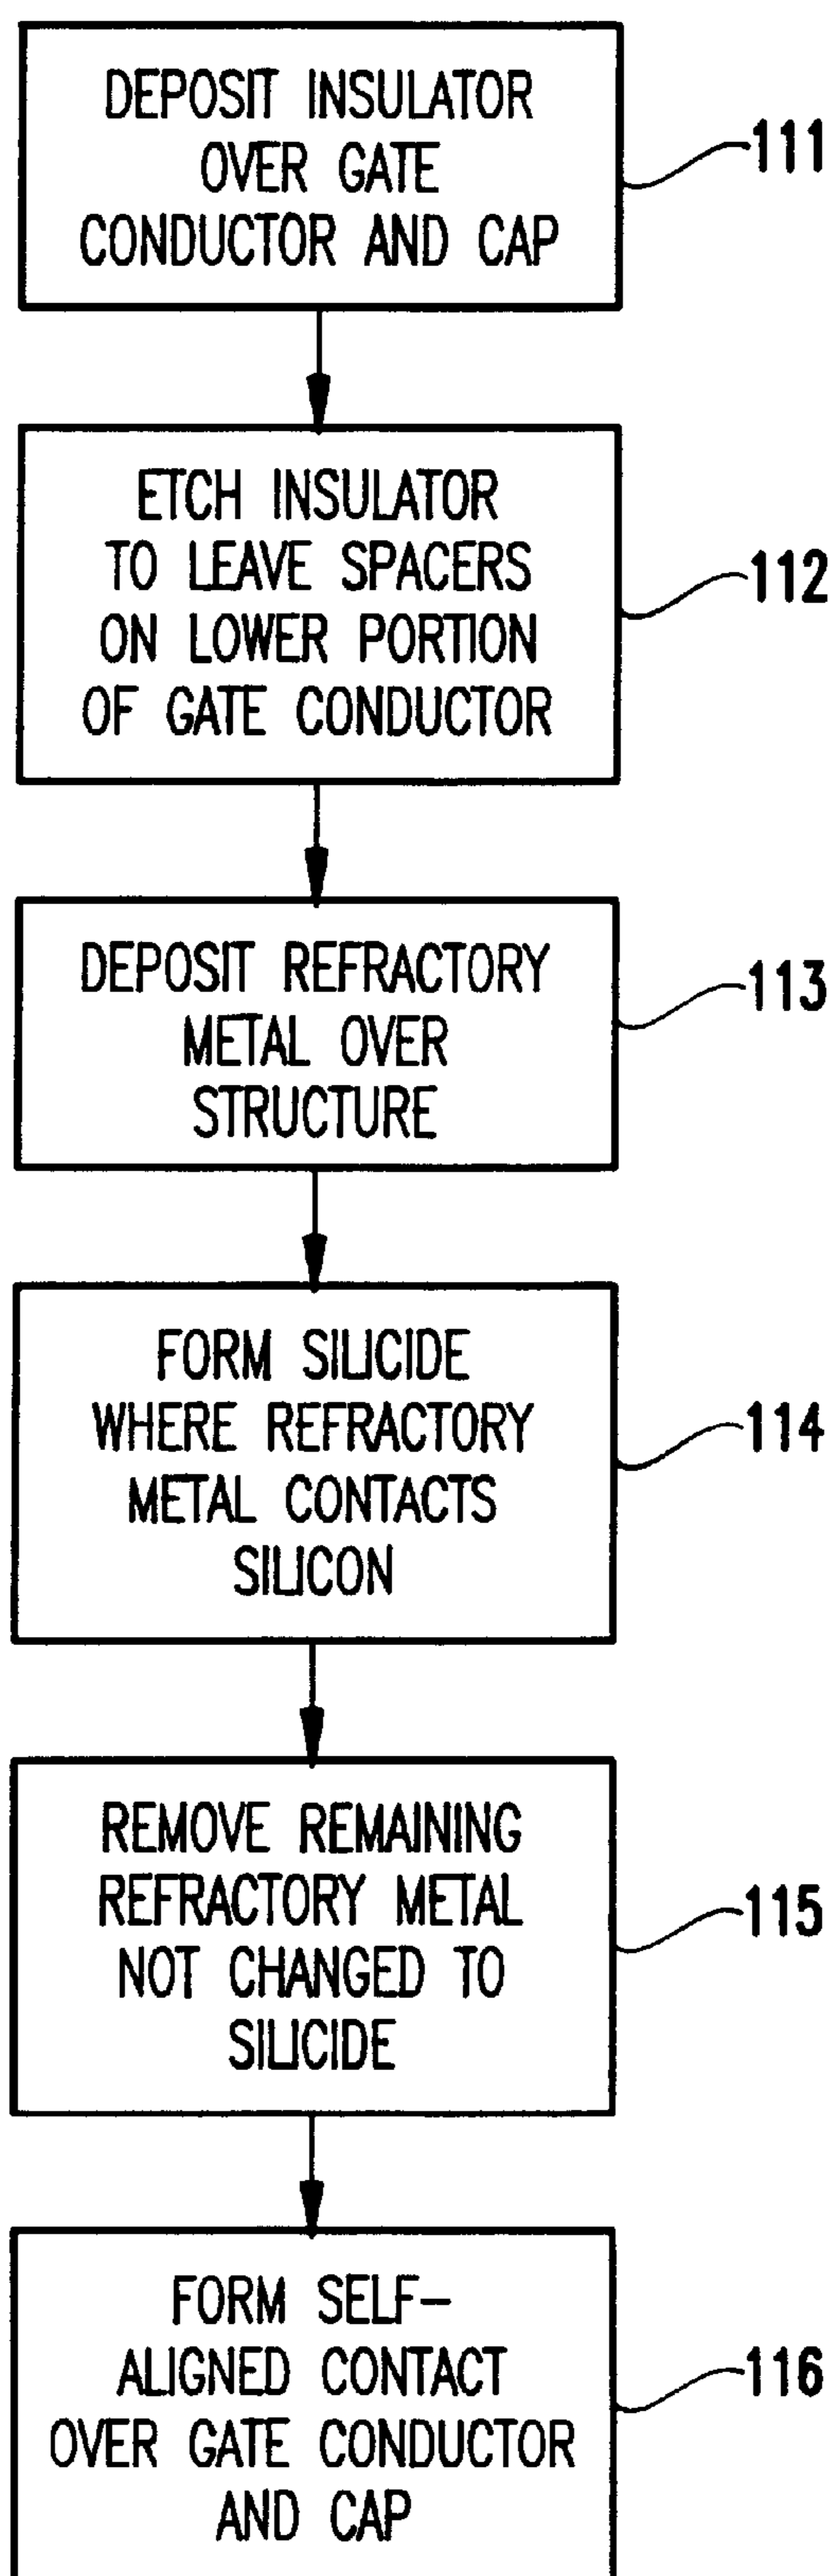 DEPOSIT INSULATOR
OVER GATE
CONDUCTOR AND CAP
111
ETCH INSULATOR
TO LEAVE SPACERS
ON LOWER PORTION
OF GATE CONDUCTOR
112
DEPOSIT REFRACTORY
METAL OVER
STRUCTURE
113
FORM SILICIDE
WHERE REFRACTORY
METAL CONTACTS
SILICON
114
REMOVE REMAINING
REFRACTORY METAL
NOT CHANGED TO
SILICIDE
115
FORM SELF-
ALIGNED CONTACT
OVER GATE CONDUCTOR
AND CAP
116